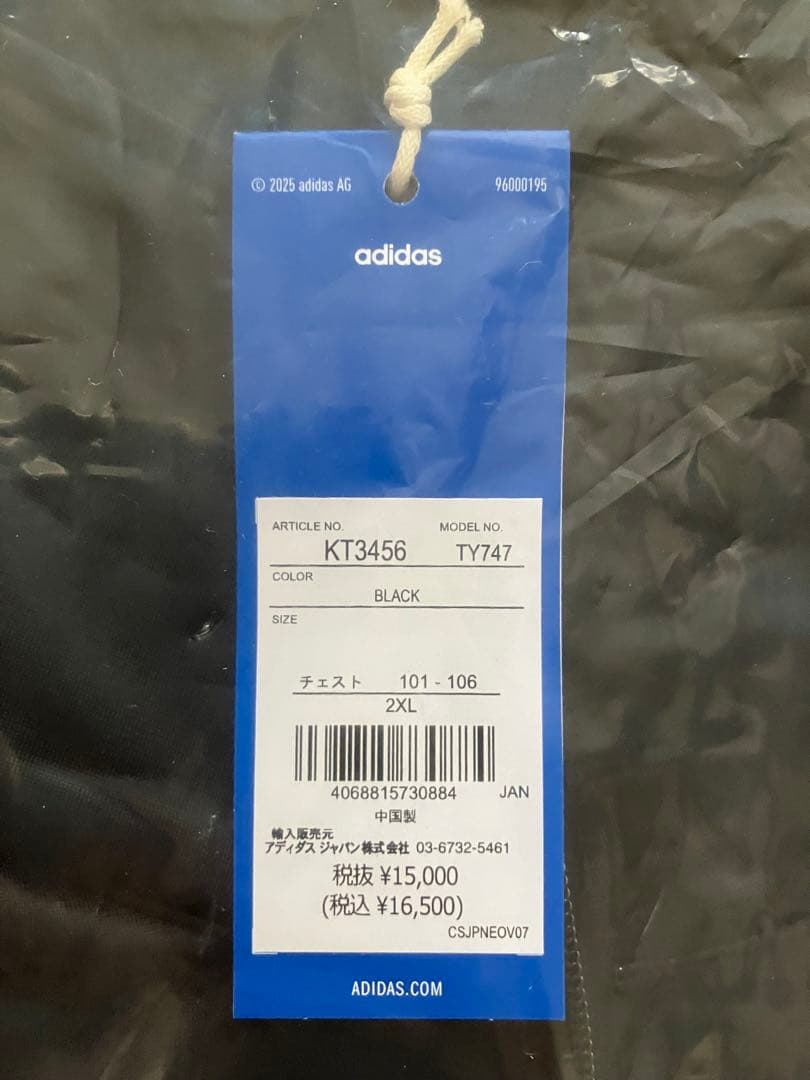 © 2025 adidas AG 96000195
adidas
ARTICLE NO. MODEL NO.
KT3456 TY747
COLOR
BLACK
SIZE
チェスト 101 - 106
2XL
4068815730884 JAN
中国製
輸入販売元
アディダス ジャパン株式会社 03-6732-5461
税抜 ¥15,000
(税込 ¥16,500)
CSJPNEOV07
ADIDAS.COM